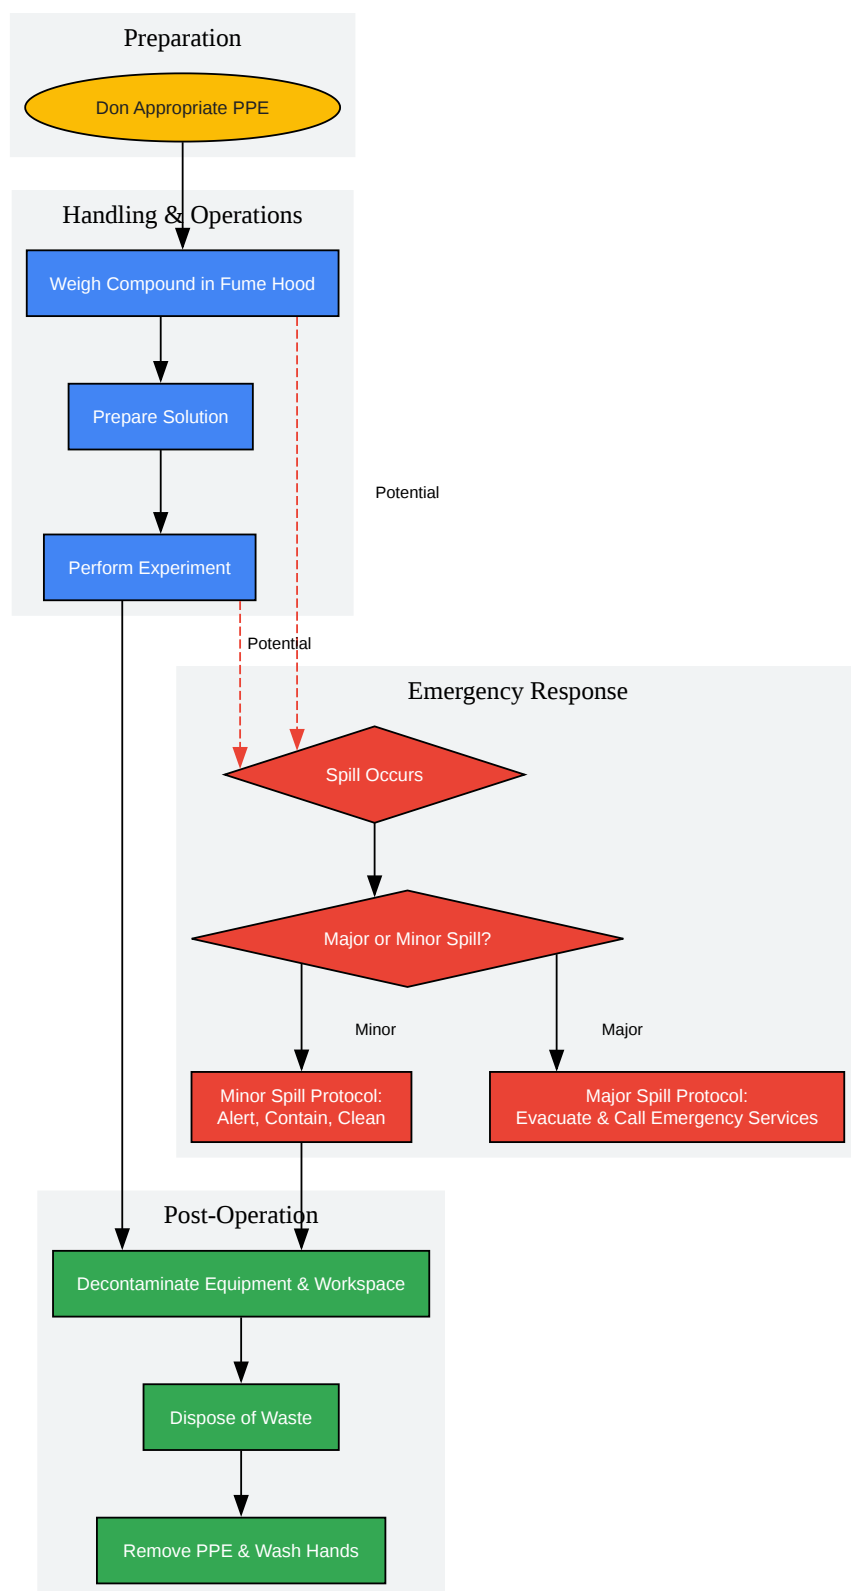 Preparation
Don Appropriate PPE
Handling & Operations
Weigh Compound in Fume Hood
Prepare Solution
Potential
Perform Experiment
Potential
Emergency Response
Spill Occurs
Major or Minor Spill?
Minor
Major
Minor Spill Protocol:
Alert, Contain, Clean
Major Spill Protocol:
Evacuate & Call Emergency Services
Post-Operation
Decontaminate Equipment & Workspace
Dispose of Waste
Remove PPE & Wash Hands